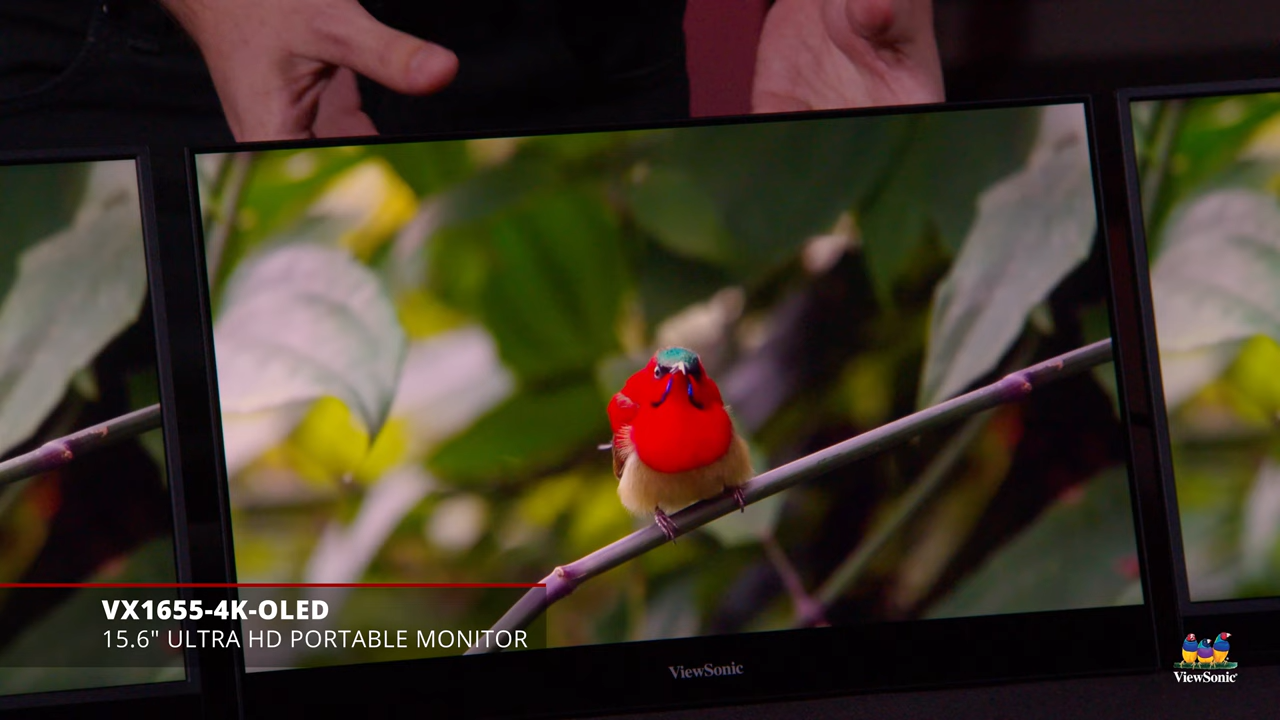 VX1655-4K-OLED
15.6" ULTRA HD PORTABLE MONITOR
ViewSonic
ViewSonic